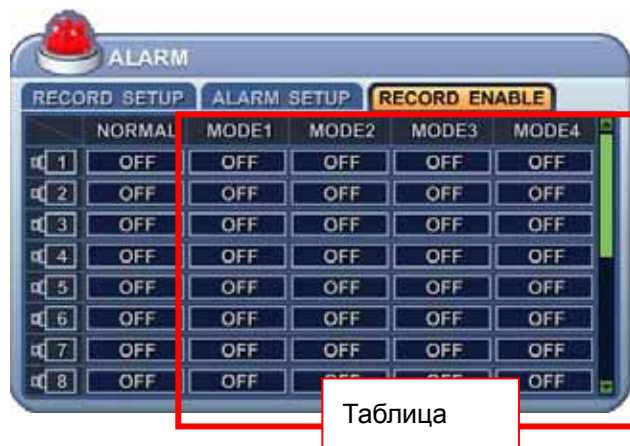 ALARM
RECORD SETUP ALARM SETUP RECORD ENABLE
NORMAL MODE1 MODE2 MODE3 MODE4
1 OFF OFF OFF OFF OFF
2 OFF OFF OFF OFF OFF
3 OFF OFF OFF OFF OFF
4 OFF OFF OFF OFF OFF
5 OFF OFF OFF OFF OFF
6 OFF OFF OFF OFF OFF
7 OFF OFF OFF OFF OFF
8 OFF OFF OFF
Таблица